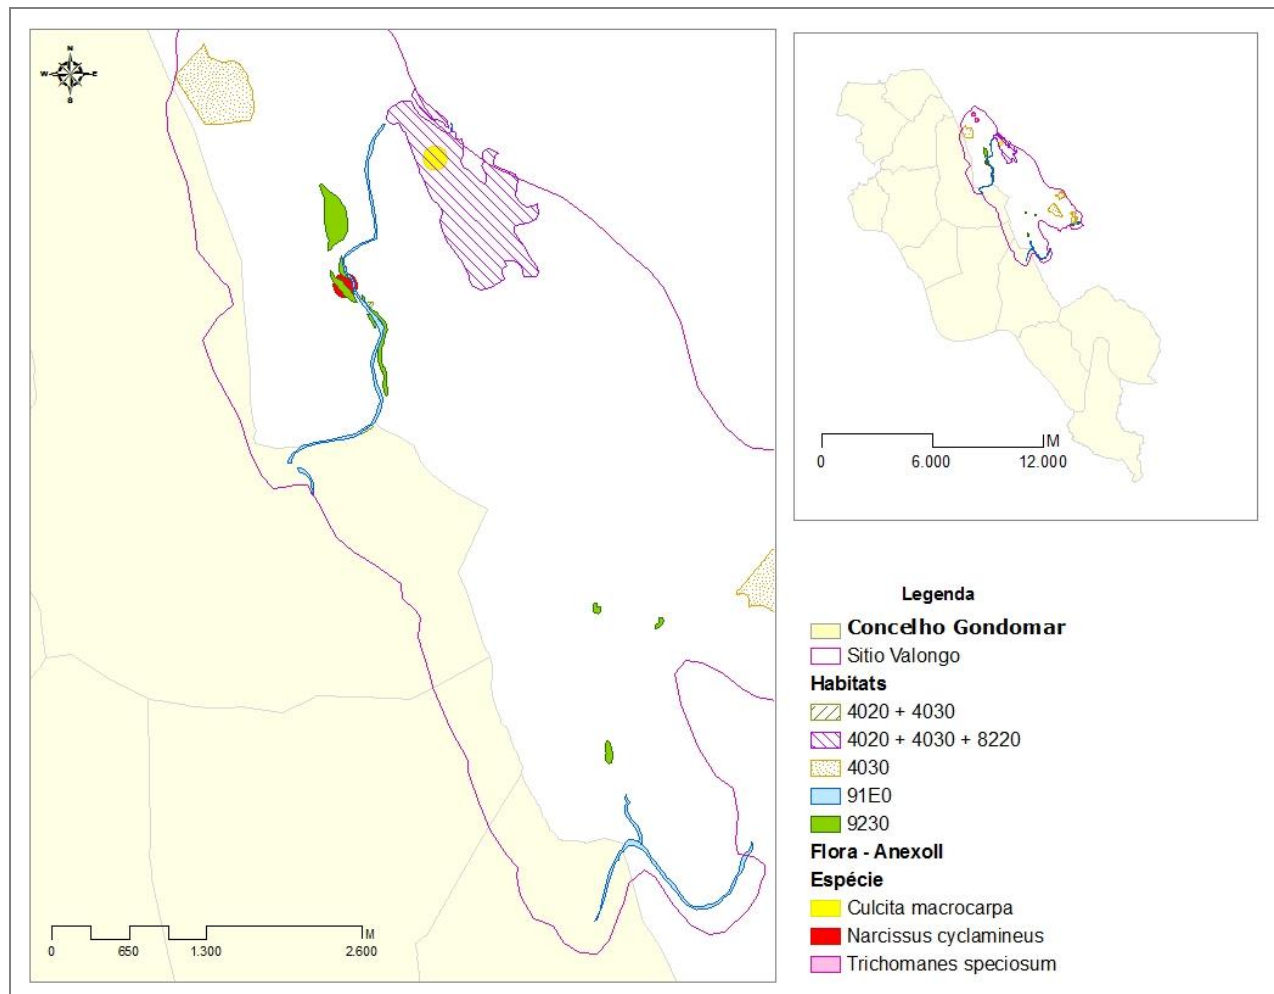 N
W E
S
M
0 650 1.300 2.600
M
0 6.000 12.000
Legenda
Concelho Gondomar
Sitio Valongo
Habitats
4020 + 4030
4020 + 4030 + 8220
4030
91E0
9230
Flora - AnexoII
Espécie
Culcita macrocarpa
Narcissus cyclamineus
Trichomanes speciosum